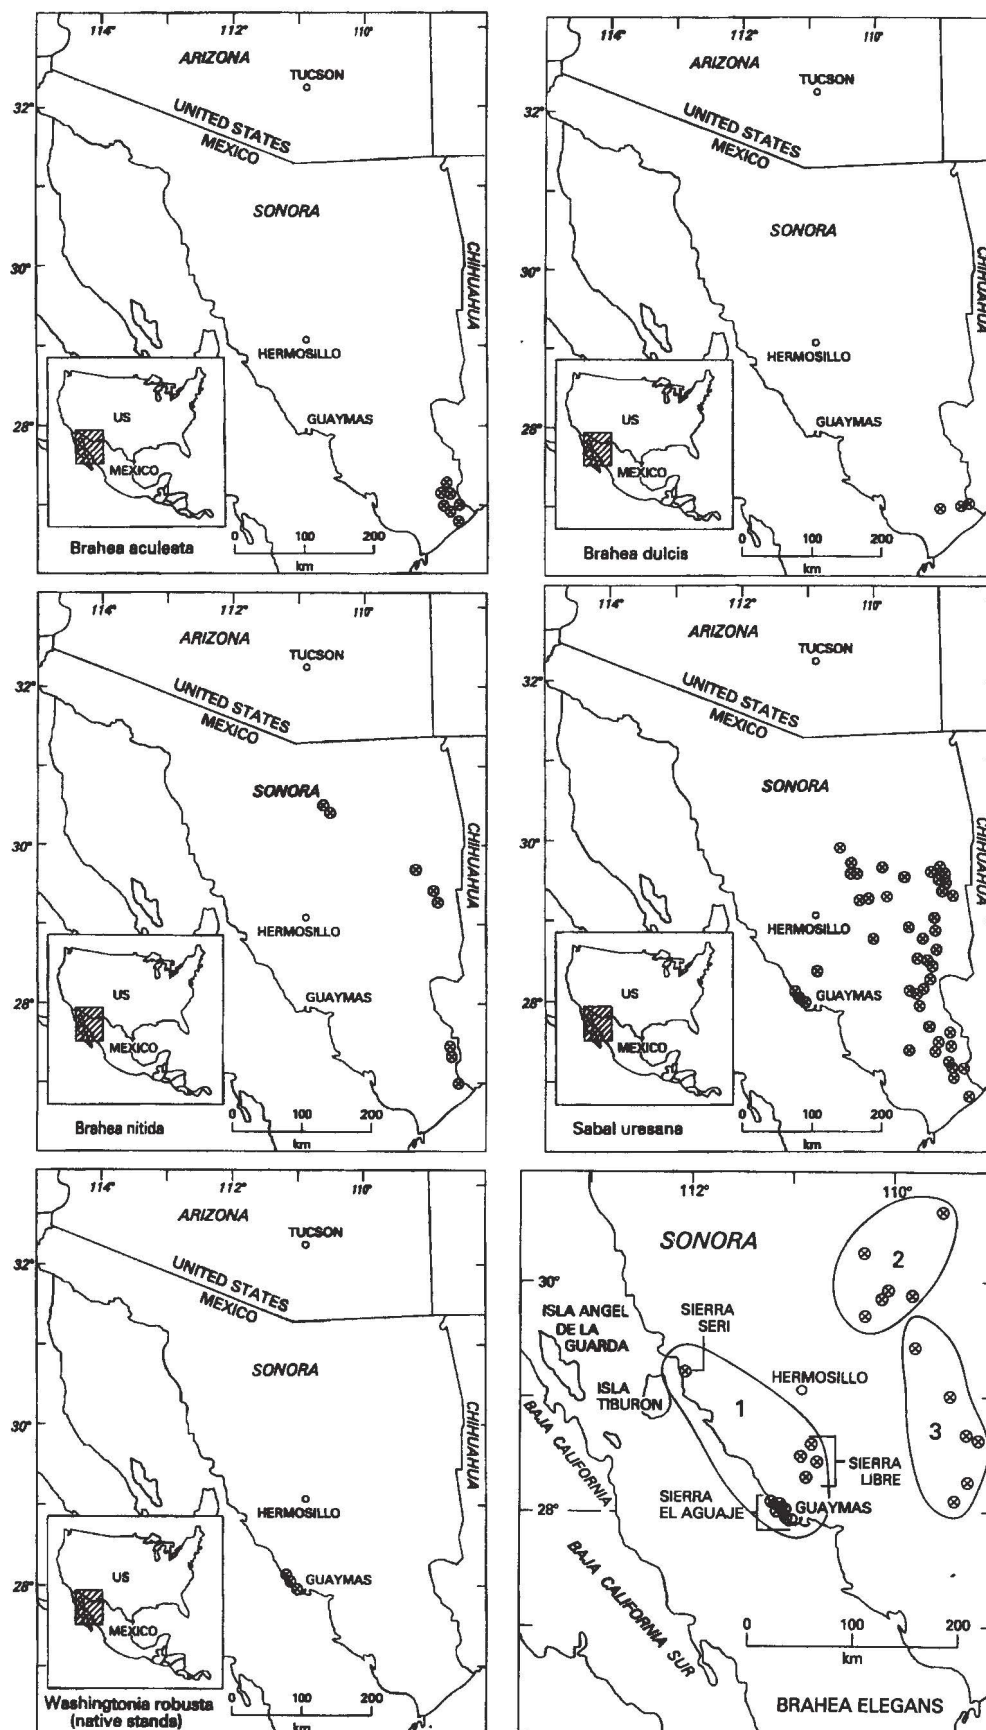 114°
112°
110°
ARIZONA
TUCSON
32°
UNITED STATES
MEXICO
SONORA
30°
CHIHUAHUA
HERMOSILLO
US
GUAYMAS
28°
MEXICO
Brahea aculeata
0 100 200
km
114°
112°
110°
ARIZONA
TUCSON
32°
UNITED STATES
MEXICO
SONORA
30°
CHIHUAHUA
HERMOSILLO
US
GUAYMAS
28°
MEXICO
Brahea dulcis
0 100 200
km
114°
112°
110°
ARIZONA
TUCSON
32°
UNITED STATES
MEXICO
SONORA
30°
CHIHUAHUA
HERMOSILLO
US
GUAYMAS
28°
MEXICO
Brahea nitida
0 100 200
km
114°
112°
110°
ARIZONA
TUCSON
32°
UNITED STATES
MEXICO
SONORA
30°
CHIHUAHUA
HERMOSILLO
US
GUAYMAS
28°
MEXICO
Sabal uresana
0 100 200
km
114°
112°
110°
ARIZONA
TUCSON
32°
UNITED STATES
MEXICO
SONORA
30°
CHIHUAHUA
HERMOSILLO
US
GUAYMAS
28°
MEXICO
Washingtonia robusta
(native stands)
0 100 200
km
112°
110°
SONORA
2
30°
ISLA ANGEL
DE LA
GUARDA
SIERRA
SERI
HERMOSILLO
ISLA
TIBURON
1
3
BAJA CALIFORNIA
SIERRA
LIBRE
SIERRA
EL AGUAJE
GUAYMAS
28°
BAJA CALIFORNIA SUR
0 100 200
km
BRAHEA ELEGANS